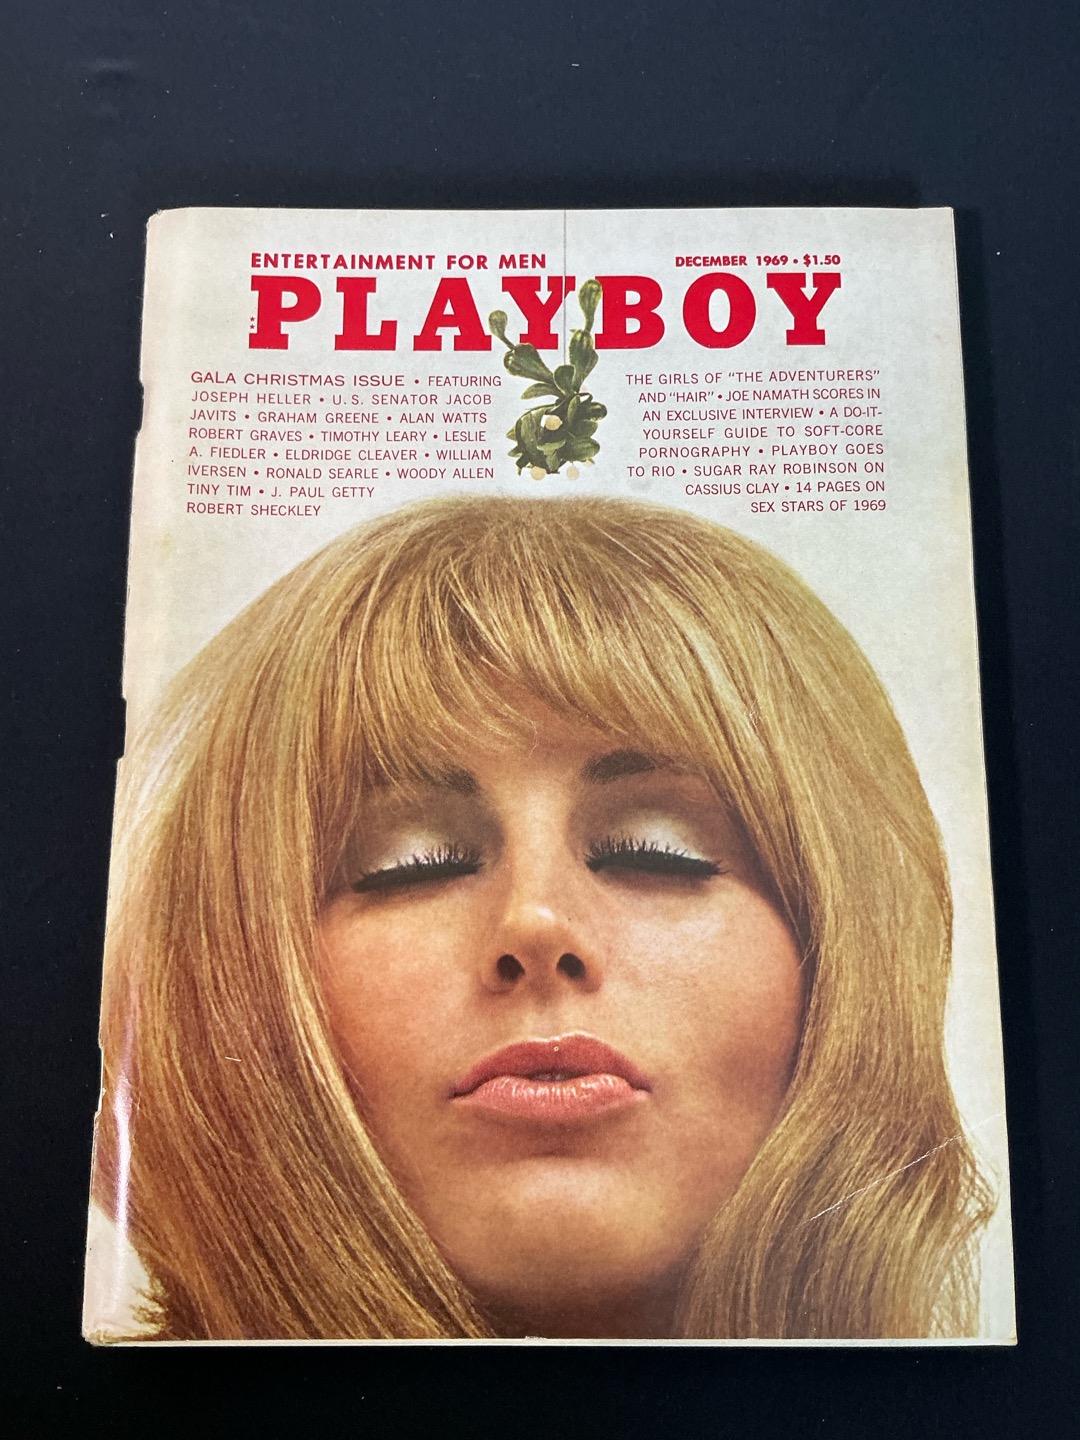 ENTERTAINMENT FOR MEN
DECEMBER 1969 • $1.50
PLAYBOY
GALA CHRISTMAS ISSUE • FEATURING
JOSEPH HELLER • U. S. SENATOR JACOB
JAVITS • GRAHAM GREENE • ALAN WATTS
ROBERT GRAVES • TIMOTHY LEARY • LESLIE
A. FIEDLER • ELDRIDGE CLEAVER • WILLIAM
IVERSEN • RONALD SEARLE • WOODY ALLEN
TINY TIM • J. PAUL GETTY
ROBERT SHECKLEY
THE GIRLS OF "THE ADVENTURERS"
AND "HAIR" • JOE NAMATH SCORES IN
AN EXCLUSIVE INTERVIEW • A DO-IT-
YOURSELF GUIDE TO SOFT-CORE
PORNOGRAPHY • PLAYBOY GOES
TO RIO • SUGAR RAY ROBINSON ON
CASSIUS CLAY • 14 PAGES ON
SEX STARS OF 1969